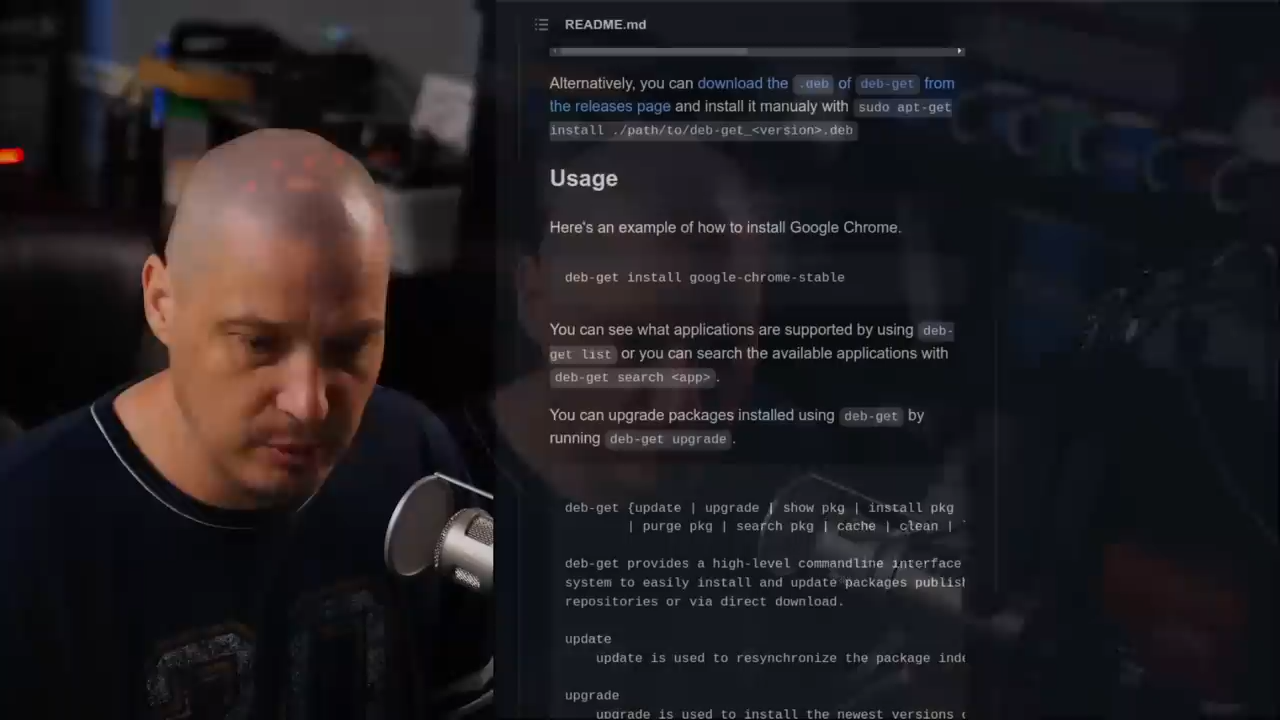 README.md
Alternatively, you can download the .deb of deb-get from
the releases page and install it manualy with sudo apt-get
install ./path/to/deb-get_<version>.deb
Usage
Here's an example of how to install Google Chrome.
deb-get install google-chrome-stable
You can see what applications are supported by using deb-
get list or you can search the available applications with
deb-get search <app>.
You can upgrade packages installed using deb-get by
running deb-get upgrade.
deb-get {update | upgrade | show pkg | install pkg
| purge pkg | search pkg | cache | clean |
deb-get provides a high-level commandline interface
system to easily install and update packages publish
repositories or via direct download.
update
update is used to resynchronize the package inde
upgrade
upgrade is used to install the newest versions